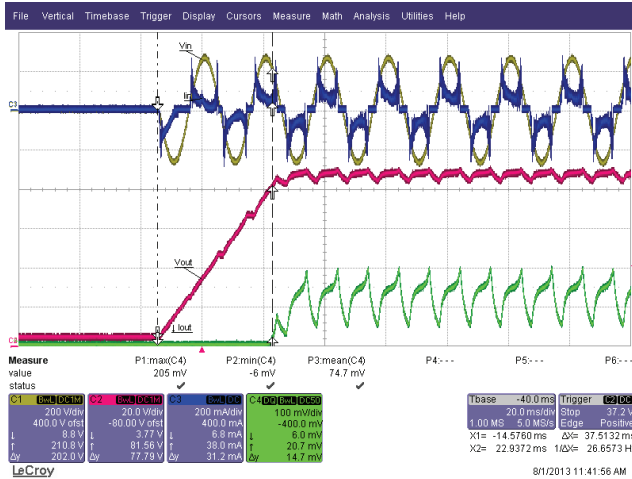 File Vertical Timebase Trigger Display Cursors Measure Math Analysis Utilities Help
Vin
Iin
C3
Vout
Iout
C2
Measure P1:max(C4) P2:min(C4) P3:mean(C4) P4:--- P5:--- P6:---
value 205 mV -6 mV 74.7 mV
status ✓ ✓ ✓
C1 BwL DC1M
200 V/div
400.0 V ofst
↓ 8.8 V
↑ 210.8 V
Δy 202.0 V
C2 BwL DC1M
20.0 V/div
-80.00 V ofst
↓ 3.77 V
↑ 81.56 V
Δy 77.79 V
C3 BwL DC
200 mA/div
400.0 mA
↓ 6.8 mA
↑ 38.0 mA
Δy 31.2 mA
C4 DQ BwL DC50
100 mV/div
-400.0 mV
↓ 6.0 mV
↑ 20.7 mV
Δy 14.7 mV
Tbase -40.0 ms
20.0 ms/div
1.00 MS 5.0 MS/s
Trigger C2 DC
Stop 37.2 V
Edge Positive
X1= -14.5760 ms ΔX= 37.5132 ms
X2= 22.9372 ms 1/ΔX= 26.6573 H
LeCroy
8/1/2013 11:41:56 AM